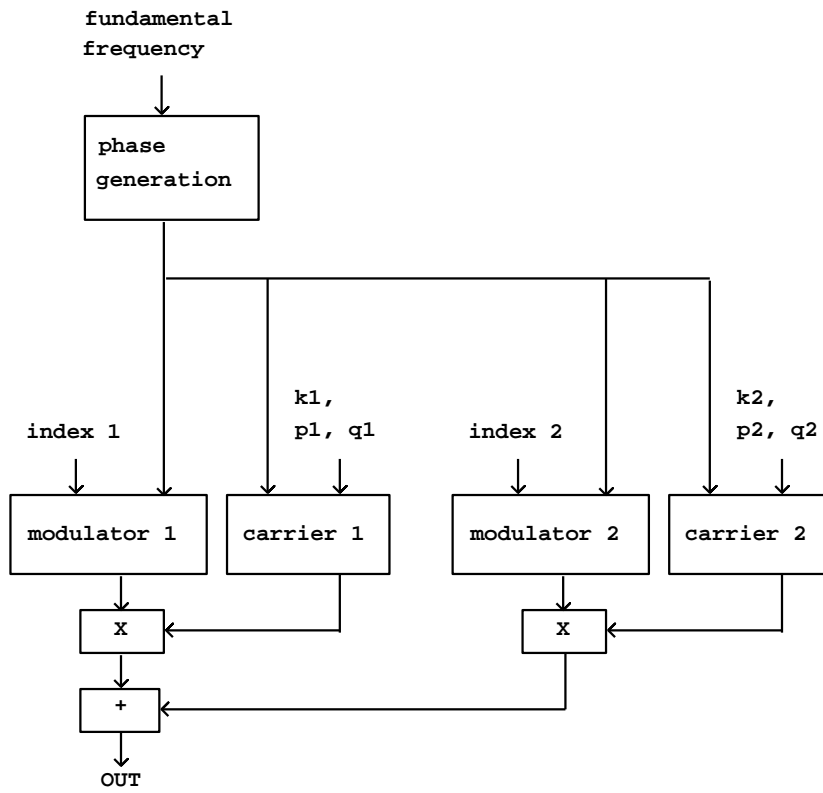 fundamental
frequency
phase
generation
k1,
p1, q1
k2,
p2, q2
index 1
index 2
modulator 1
carrier 1
modulator 2
carrier 2
X
X
+
OUT